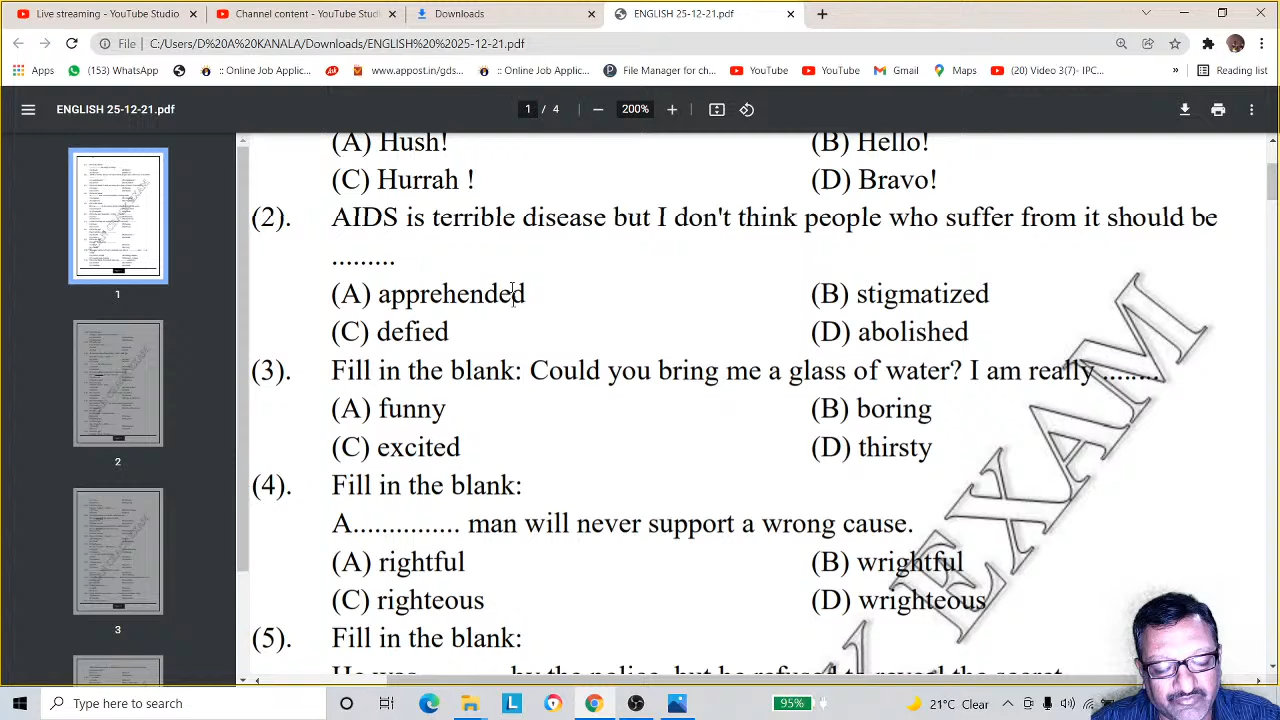 Live streaming - YouTube Studio
Channel content - YouTube Studio
Downloads
ENGLISH 25-12-21.pdf
File | C:/Users/D%20A%20KANALA/Downloads/ENGLISH%20%2025-12-21.pdf
Apps
(153) WhatsApp
:: Online Job Applic...
www.appost.in/gd...
:: Online Job Applic...
File Manager for ch...
YouTube
YouTube
Gmail
Maps
(20) Video 3(7)- IPC...
»
Reading list
ENGLISH 25-12-21.pdf
1 / 4
200%
(A) Hush!
(B) Hello!
(C) Hurrah !
(D) Bravo!
(2). AIDS is terrible disease but I don't think people who suffer from it should be
.........
(A) apprehended
(B) stigmatized
(C) defied
(D) abolished
(3). Fill in the blank: Could you bring me a glass of water? I am really ........
(A) funny
(B) boring
(C) excited
(D) thirsty
(4). Fill in the blank:
A............... man will never support a wrong cause.
(A) rightful
(B) wrightful
(C) righteous
(D) wrighteous
(5). Fill in the blank:
EXAM
1
2
3
Type here to search
L
95%
21°C Clear